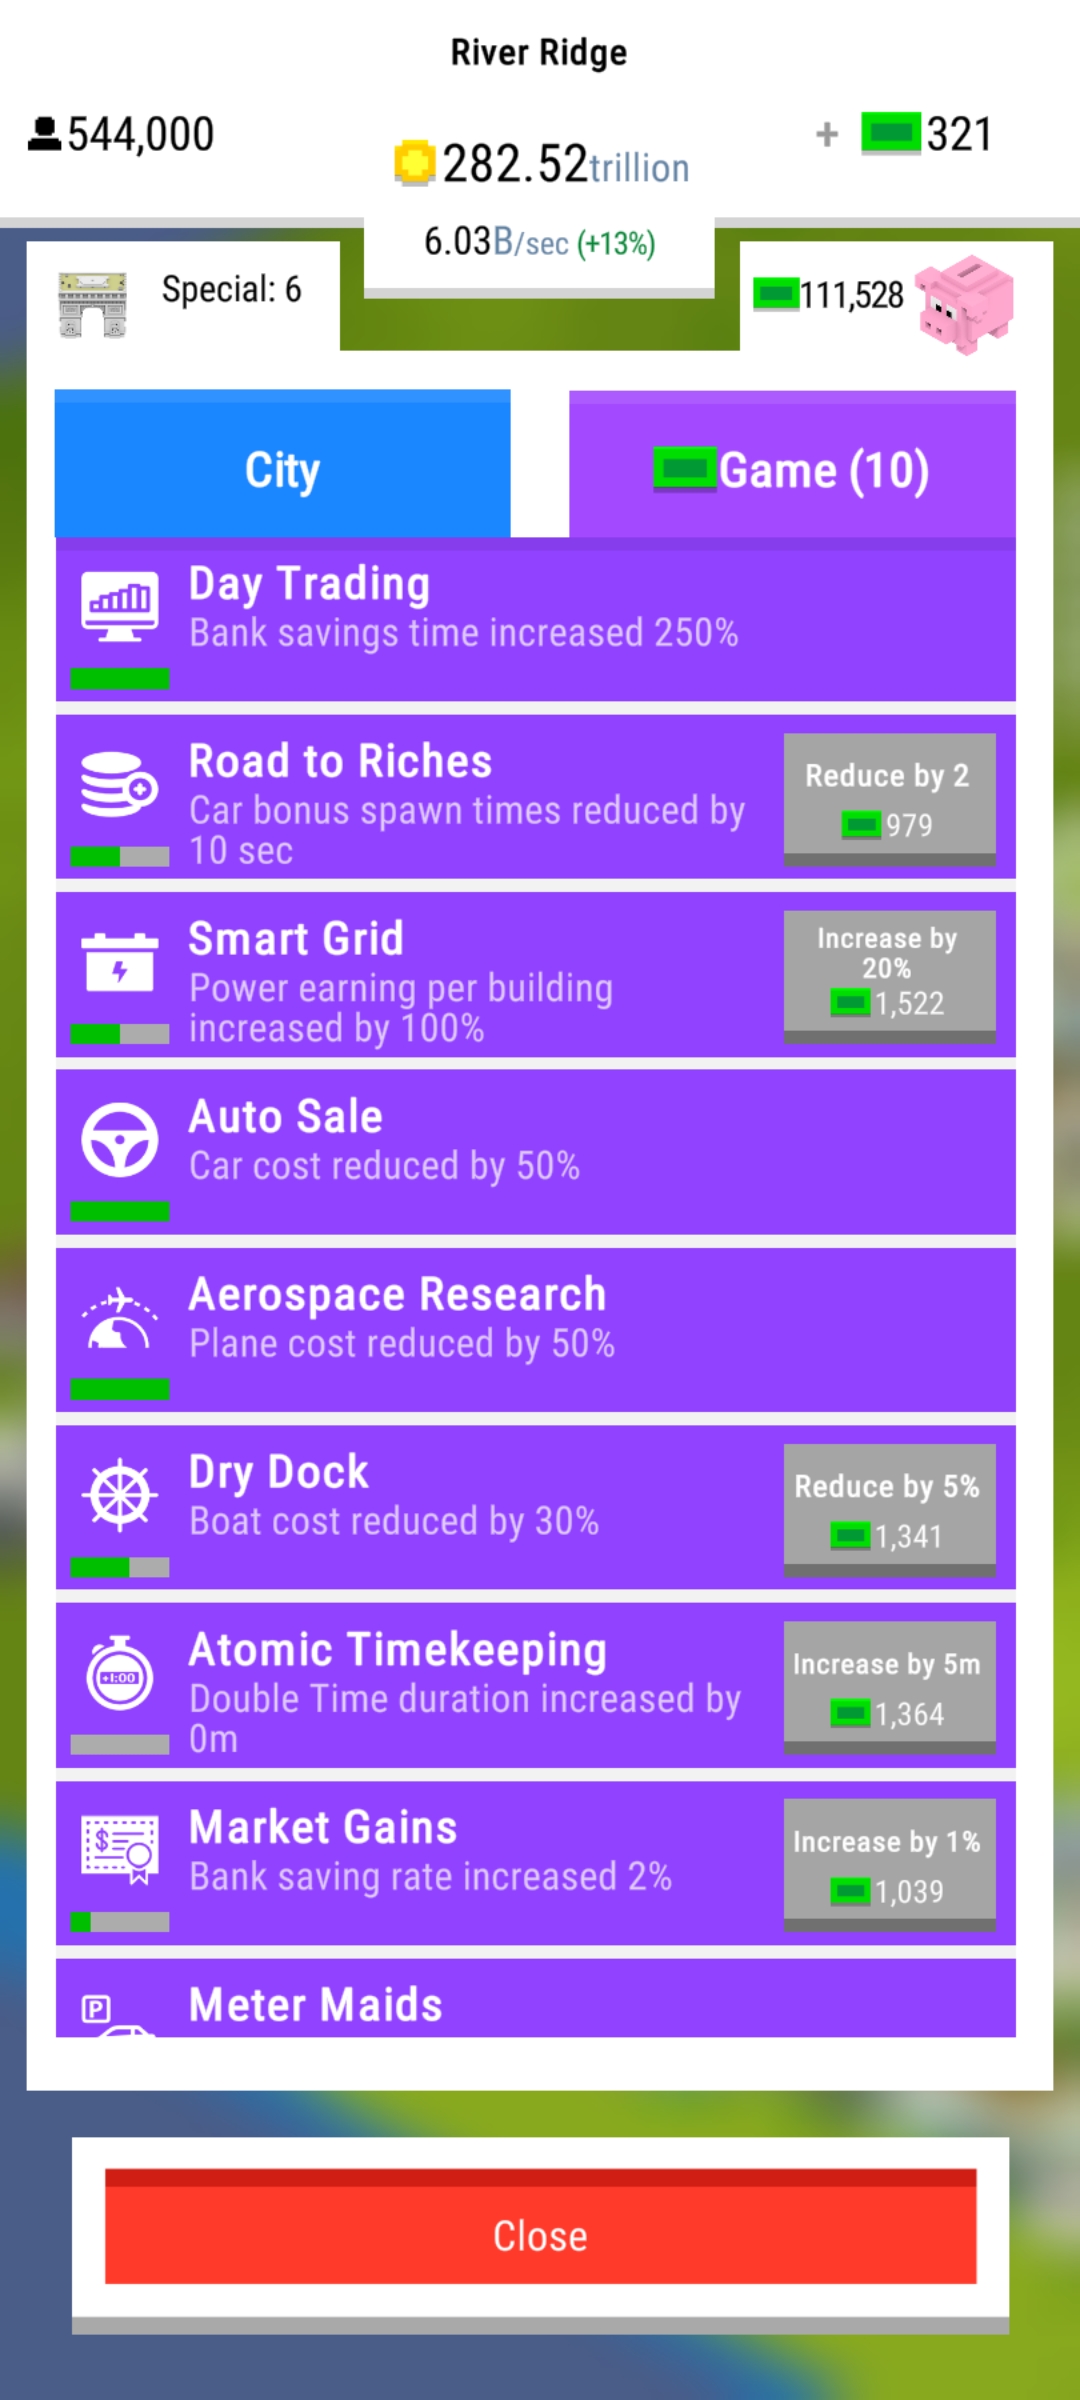 River Ridge
544,000
+ 321
282.52trillion
6.03B/sec (+13%)
Special: 6
111,528
City
Game (10)
Day Trading
Bank savings time increased 250%
Road to Riches
Car bonus spawn times reduced by
10 sec
Reduce by 2
979
Smart Grid
Power earning per building
increased by 100%
Increase by
20%
1,522
Auto Sale
Car cost reduced by 50%
Aerospace Research
Plane cost reduced by 50%
Dry Dock
Boat cost reduced by 30%
Reduce by 5%
1,341
+1:00
Atomic Timekeeping
Double Time duration increased by
0m
Increase by 5m
1,364
$
Market Gains
Bank saving rate increased 2%
Increase by 1%
1,039
P
Meter Maids
Close